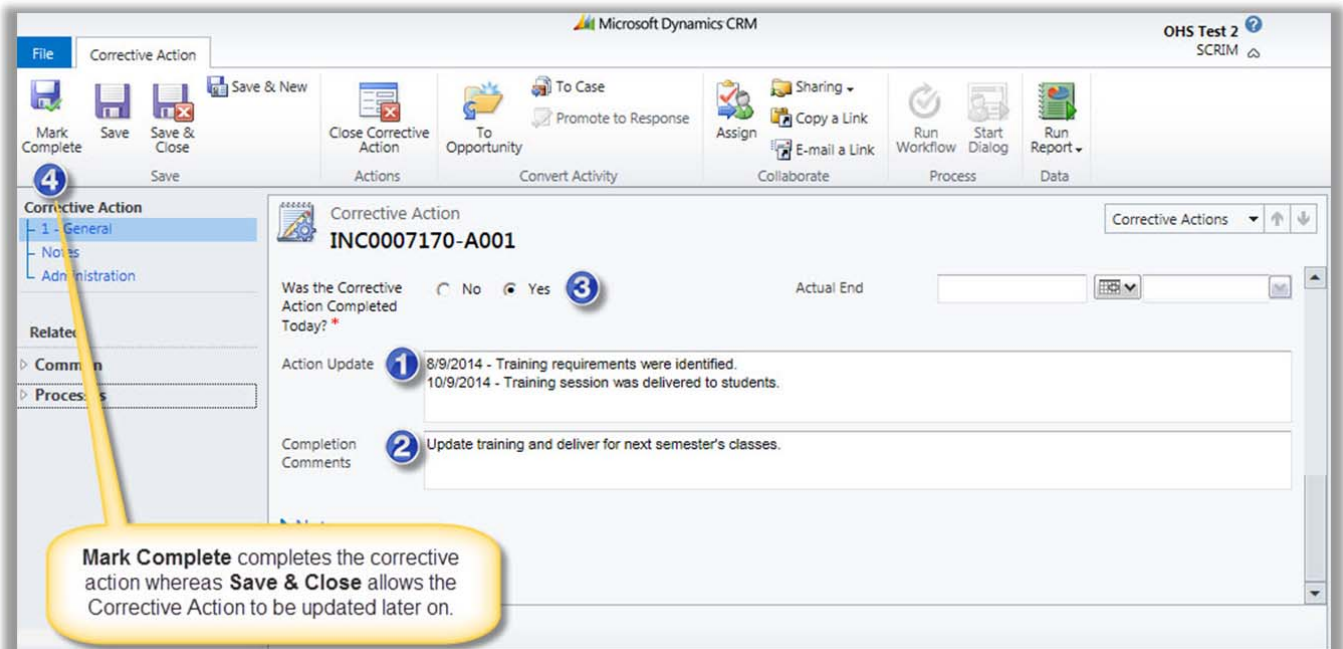 Microsoft Dynamics CRM
OHS Test 2
SCRIM
File
Corrective Action
Mark Complete
Save
Save & Close
Save & New
Save
Close Corrective Action
Actions
To Opportunity
To Case
Promote to Response
Convert Activity
Assign
Sharing
Copy a Link
E-mail a Link
Collaborate
Run Workflow
Start Dialog
Process
Run Report
Data
4
Corrective Action
1 - General
Notes
Administration
Related
Common
Processes
Corrective Action
INC0007170-A001
Corrective Actions
Was the Corrective
Action Completed
Today? *
No
Yes
3
Actual End
Action Update
1
8/9/2014 - Training requirements were identified.
10/9/2014 - Training session was delivered to students.
Completion
Comments
2
Update training and deliver for next semester's classes.
Mark Complete completes the corrective
action whereas Save & Close allows the
Corrective Action to be updated later on.